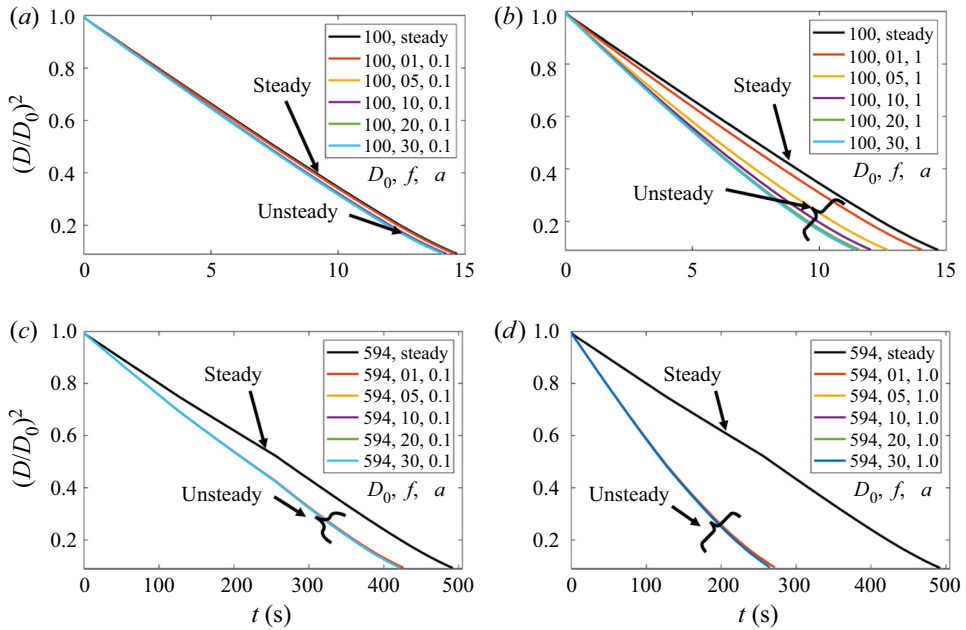 (a)
1.0
0.8
0.6
0.4
0.2
(D/D₀)²
0
5
10
15
100, steady
100, 01, 0.1
100, 05, 0.1
100, 10, 0.1
100, 20, 0.1
100, 30, 0.1
D₀, f, a
Steady
Unsteady
(b)
1.0
0.8
0.6
0.4
0.2
0
5
10
15
100, steady
100, 01, 1
100, 05, 1
100, 10, 1
100, 20, 1
100, 30, 1
D₀, f, a
Steady
Unsteady
(c)
1.0
0.8
0.6
0.4
0.2
(D/D₀)²
0
100
200
300
400
500
t (s)
594, steady
594, 01, 0.1
594, 05, 0.1
594, 10, 0.1
594, 20, 0.1
594, 30, 0.1
D₀, f, a
Steady
Unsteady
(d)
1.0
0.8
0.6
0.4
0.2
0
100
200
300
400
500
t (s)
594, steady
594, 01, 1.0
594, 05, 1.0
594, 10, 1.0
594, 20, 1.0
594, 30, 1.0
D₀, f, a
Steady
Unsteady